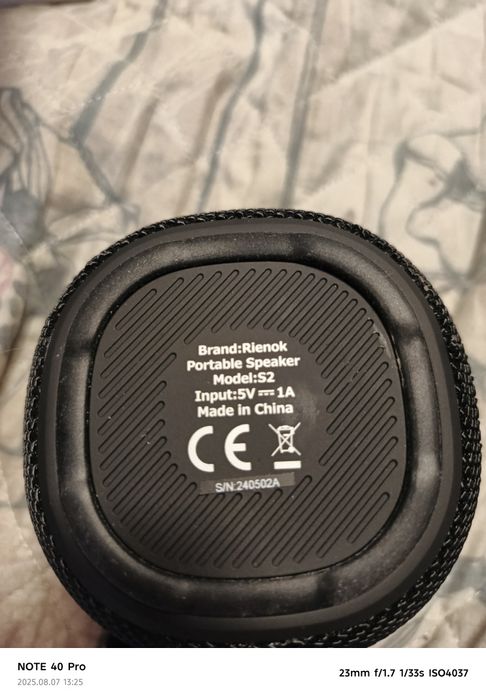 Brand:Rienok
Portable Speaker
Model:S2
Input:5V ⎓ 1A
Made in China
CE
S/N:240502A
NOTE 40 Pro
2025.08.07 13:25
23mm f/1.7 1/33s ISO4037